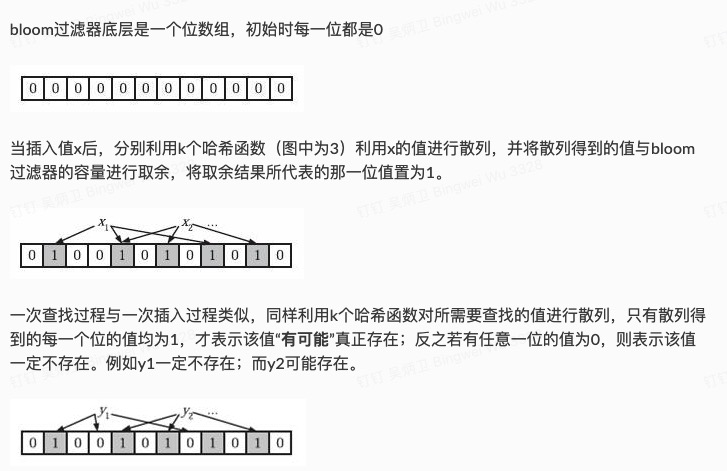 bloom过滤器底层是一个位数组，初始时每一位都是0
0 0 0 0 0 0 0 0 0 0 0 0
当插入值x后，分别利用k个哈希函数（图中为3）利用x的值进行散列，并将散列得到的值与bloom
过滤器的容量进行取余，将取余结果所代表的那一位值置为1。
x1 x2 ...
0 1 0 0 1 0 1 0 1 0 1 0
一次查找过程与一次插入过程类似，同样利用k个哈希函数对所需要查找的值进行散列，只有散列得
到的每一个位的值均为1，才表示该值“有可能”真正存在；反之若有任意一位的值为0，则表示该值
一定不存在。例如y1一定不存在；而y2可能存在。
y1 y2 ...
0 1 0 0 1 0 1 0 1 0 1 0